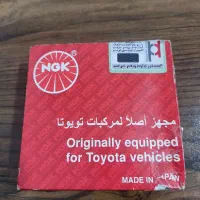 NGK
مجهز أصلاً لمركبات تويوتا
Originally equipped
for Toyota vehicles
MADE IN JAPAN